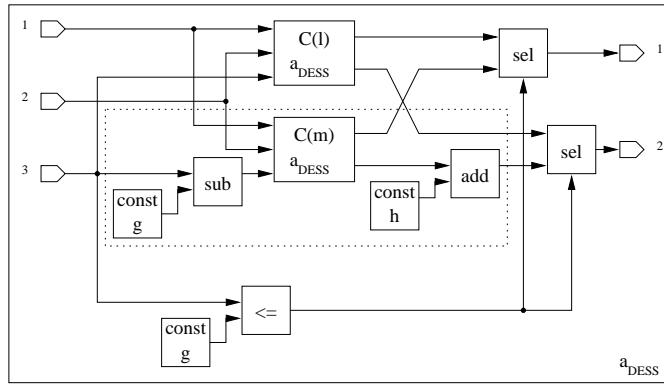 1
C(l)
a_DESS
sel
1
2
C(m)
a_DESS
sel
2
3
sub
add
const
g
const
h
<=
const
g
a_DESS